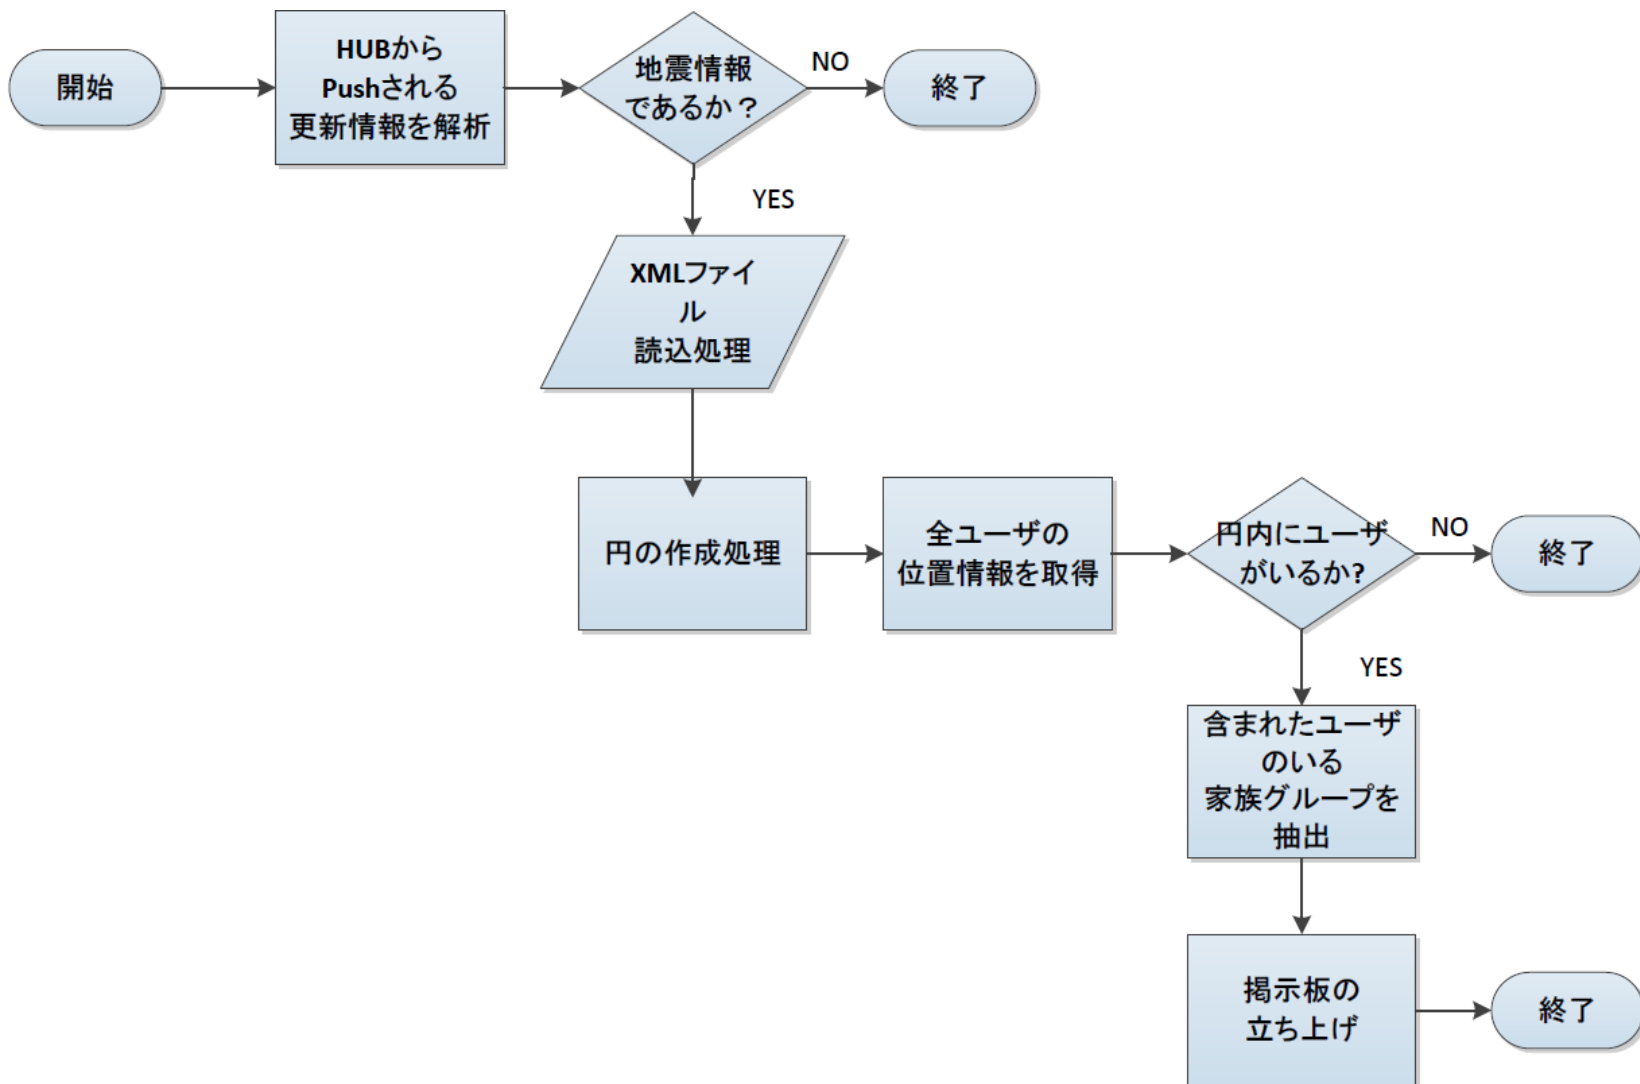 開始
HUBから
Pushされる
更新情報を解析
地震情報
であるか？
NO
終了
YES
XMLファイ
ル
読込処理
円の作成処理
全ユーザの
位置情報を取得
円内にユーザ
がいるか?
NO
終了
YES
含まれたユーザ
のいる
家族グループを
抽出
掲示板の
立ち上げ
終了